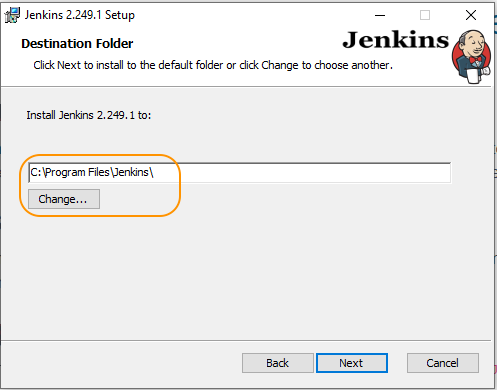 Jenkins 2.249.1 Setup
Destination Folder
Jenkins
Click Next to install to the default folder or click Change to choose another.
Install Jenkins 2.249.1 to:
C:\Program Files\Jenkins\
Change...
Back
Next
Cancel